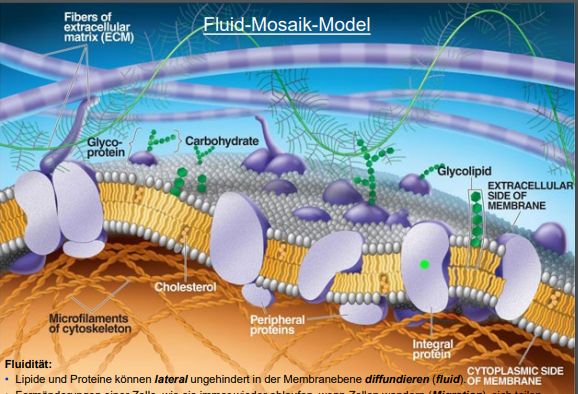 Fluid-Mosaik-Model
Fibers of
extracellular
matrix (ECM)
Glyco-
protein
Carbohydrate
Glycolipid
EXTRACELLULAR
SIDE OF
MEMBRANE
Cholesterol
Microfilaments
of cytoskeleton
Peripheral
proteins
Integral
protein
CYTOPLASMIC SIDE
OF MEMBRANE
Fluidität:
• Lipide und Proteine können lateral ungehindert in der Membranebene diffundieren (fluid).